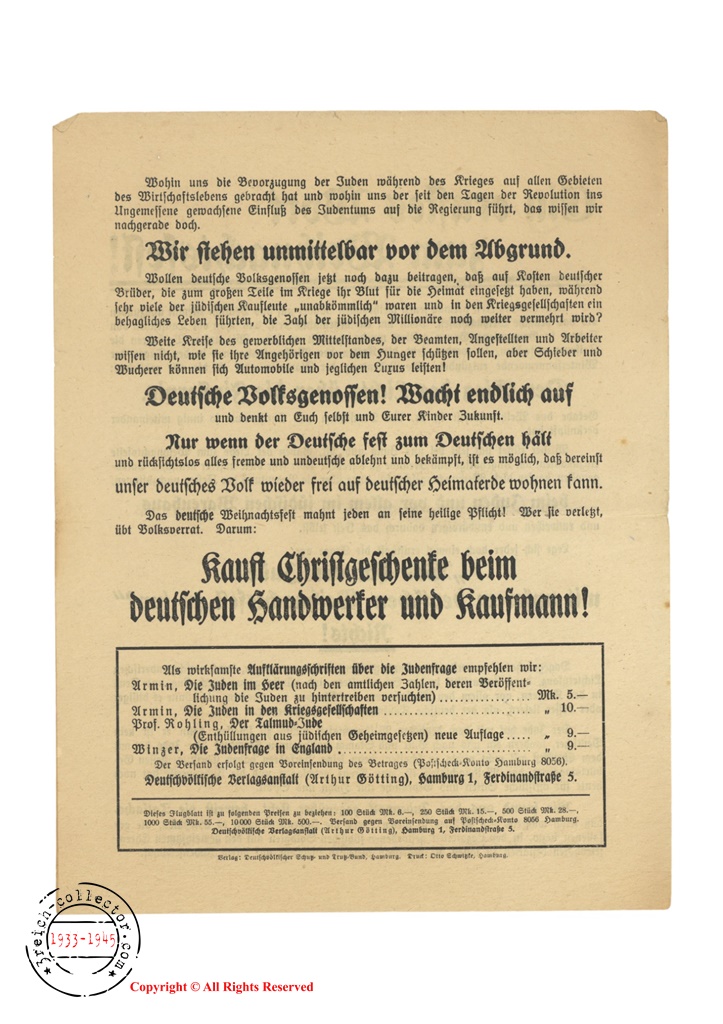 Wohin uns die Bevorzugung der Juden während des Krieges auf allen Gebieten
des Wirtschaftslebens gebracht hat und wohin uns der seit den Tagen der Revolution ins
Ungemessene gewachsene Einfluß des Judentums auf die Regierung führt, das wissen wir
nachgerade doch.
Wir stehen unmittelbar vor dem Abgrund.
Wollen deutsche Volksgenossen jetzt noch dazu beitragen, daß auf Kosten deutscher
Brüder, die zum großen Teile im Kriege ihr Blut für die Heimat eingesetzt haben, während
sehr viele der jüdischen Kaufleute „unabkömmlich" waren und in den Kriegsgesellschaften ein
behagliches Leben führten, die Zahl der jüdischen Millionäre noch weiter vermehrt wird?
Weite Kreise des gewerblichen Mittelstandes, der Beamten, Angestellten und Arbeiter
wissen nicht, wie sie ihre Angehörigen vor dem Hunger schützen sollen, aber Schieber und
Wucherer können sich Automobile und jeglichen Luxus leisten!
Deutsche Volksgenossen! Wacht endlich auf
und denkt an Euch selbst und Eurer Kinder Zukunft.
Nur wenn der Deutsche fest zum Deutschen hält
und rücksichtslos alles fremde und undeutsche ablehnt und bekämpft, ist es möglich, daß dereinst
unser deutsches Volk wieder frei auf deutscher Heimaterde wohnen kann.
Das deutsche Weihnachtsfest mahnt jeden an seine heilige Pflicht! Wer sie verletzt,
übt Volksverrat. Darum:
Kauft Christgeschenke beim
deutschen Handwerker und Kaufmann!
Als wirksamste Aufklärungsschriften über die Judenfrage empfehlen wir:
Armin, Die Juden im Heer (nach den amtlichen Zahlen, deren Veröffent-
lichung die Juden zu hintertreiben versuchten) ................ Mk. 5.—
Armin, Die Juden in den Kriegsgesellschaften .................... „ 10.—
Prof. Rohling, Der Talmud-Jude
(Enthüllungen aus jüdischen Geheimgesetzen) neue Auflage..... „ 9.—
Winzer, Die Judenfrage in England ............................ „ 9.—
Der Versand erfolgt gegen Voreinsendung des Betrages (Postscheck-Konto Hamburg 8056).
Deutschvölkische Verlagsanstalt (Arthur Götting), Hamburg 1, Ferdinandstraße 5.
Dieses Flugblatt ist zu folgenden Preisen zu beziehen: 100 Stück Mk. 6.—, 250 Stück Mk. 15.—, 500 Stück Mk. 28.—,
1000 Stück Mk. 55.—, 10000 Stück Mk. 500.—. Versand gegen Voreinsendung auf Postscheck-Konto 8056 Hamburg.
Deutschvölkische Verlagsanstalt (Arthur Götting), Hamburg 1, Ferdinandstraße 5.
Verlag: Deutschvölkischer Schutz- und Trutz-Bund, Hamburg. Druck: Otto Schwitzke, Hamburg.
3reich-collector.com
1933-1945
Copyright © All Rights Reserved